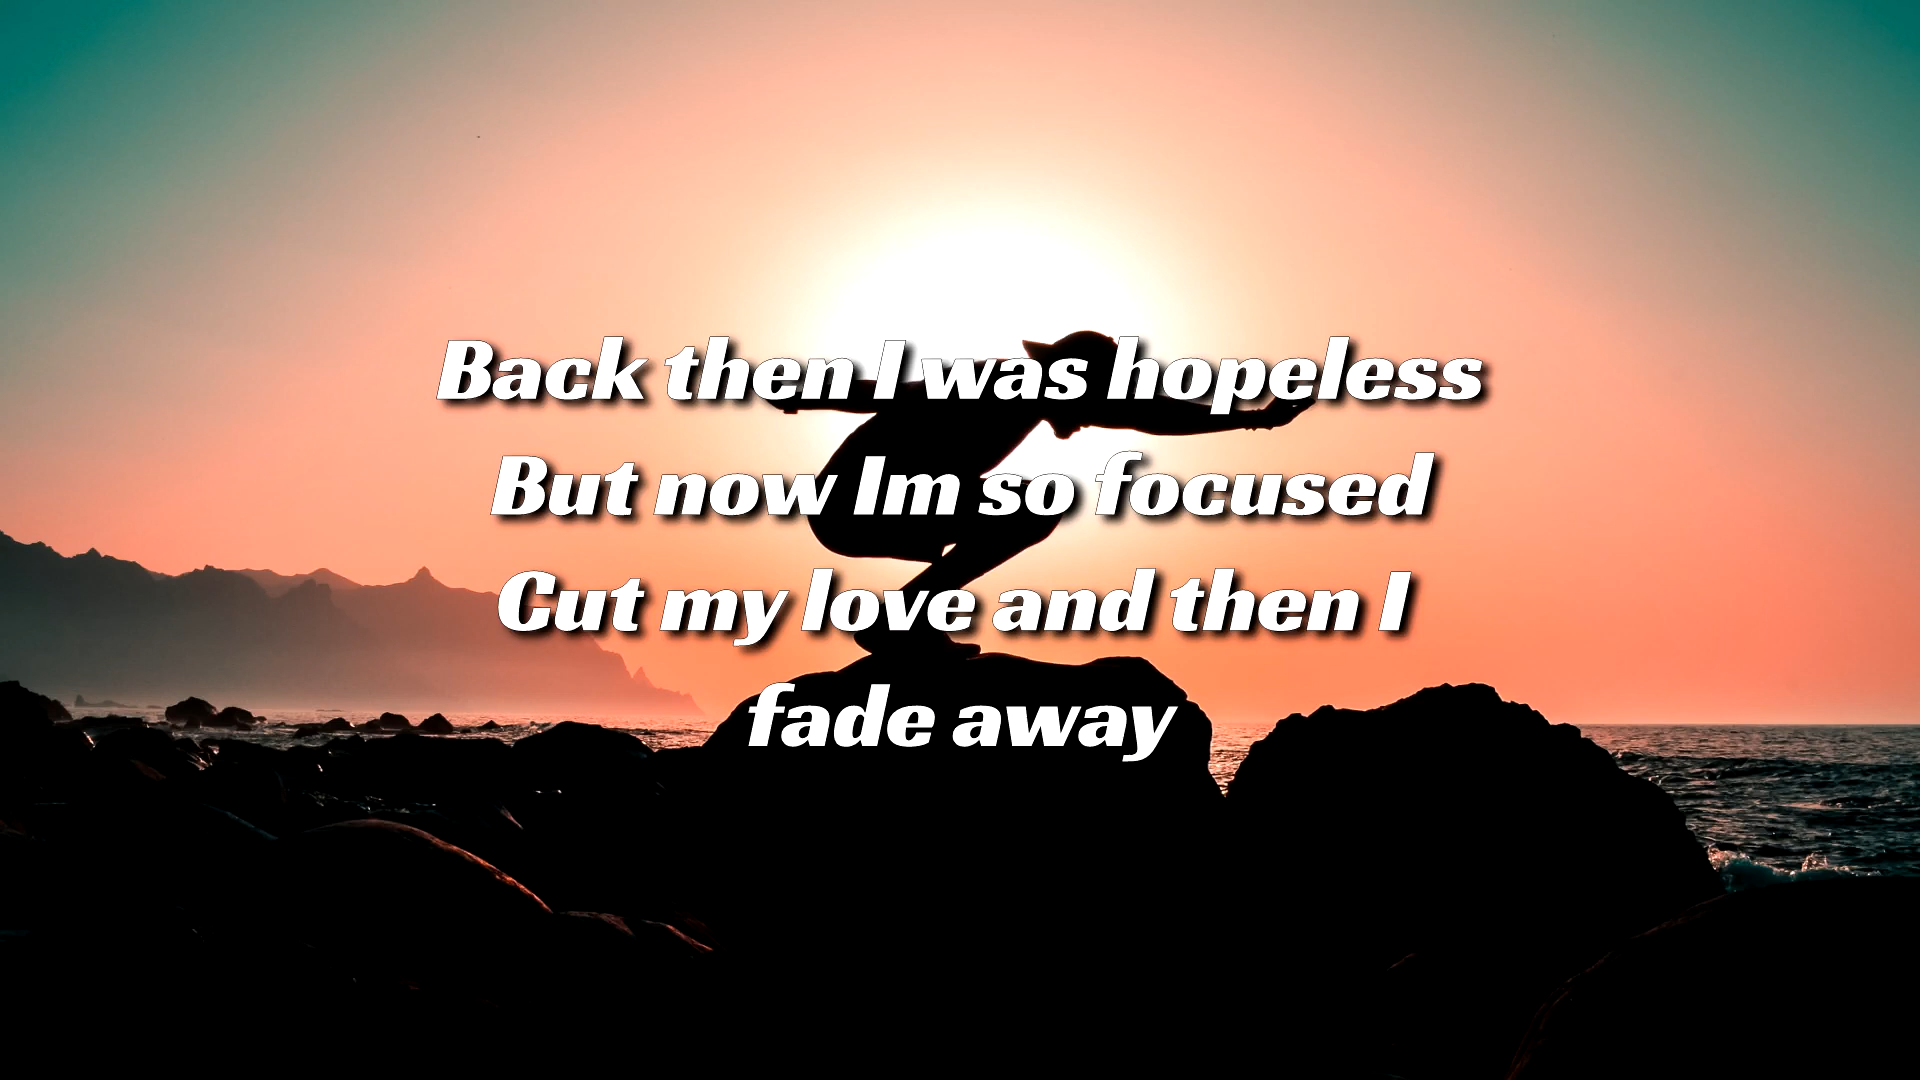 Back then I was hopeless
But now Im so focused
Cut my love and then I
fade away